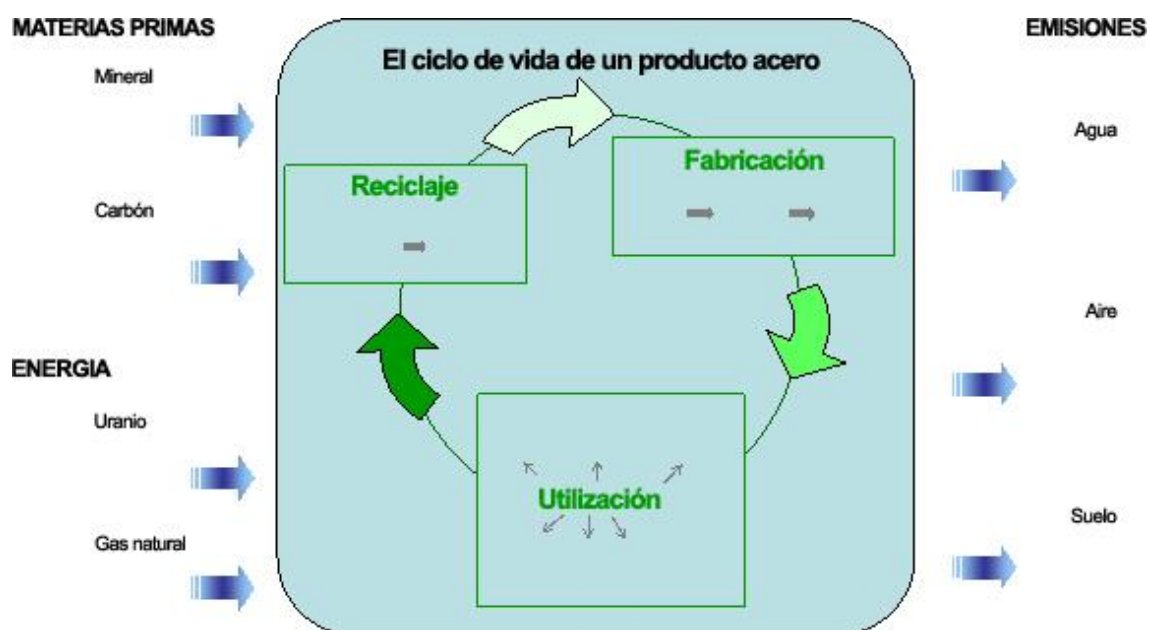 MATERIAS PRIMAS
Mineral
Carbón
ENERGIA
Uranio
Gas natural
El ciclo de vida de un producto acero
Reciclaje
Fabricación
Utilización
EMISIONES
Agua
Aire
Suelo